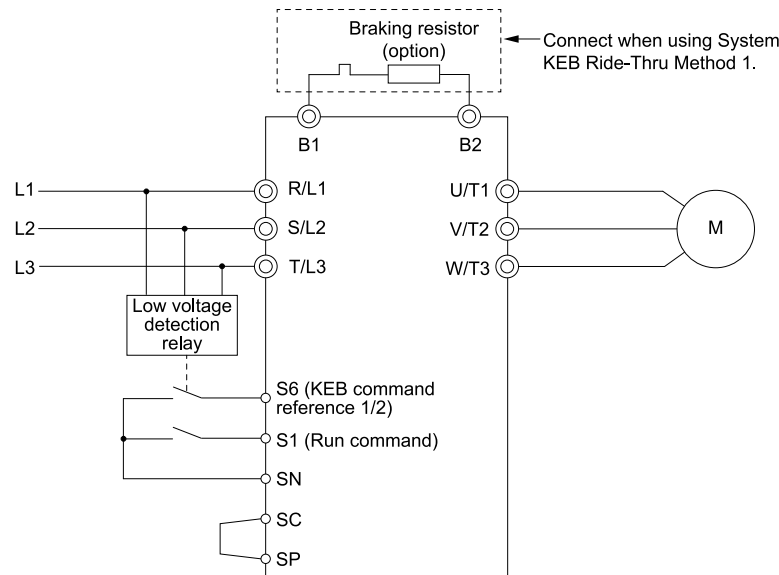 Braking resistor
(option)
Connect when using System
KEB Ride-Thru Method 1.
B1
B2
L1
R/L1
U/T1
L2
S/L2
V/T2
M
L3
T/L3
W/T3
Low voltage
detection
relay
S6 (KEB command
reference 1/2)
S1 (Run command)
SN
SC
SP